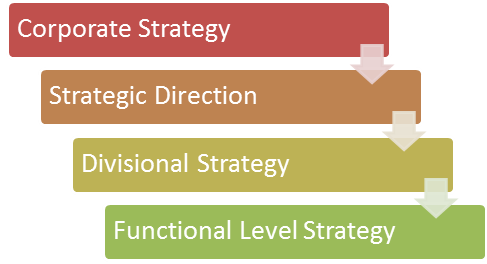 Corporate Strategy
Strategic Direction
Divisional Strategy
Functional Level Strategy